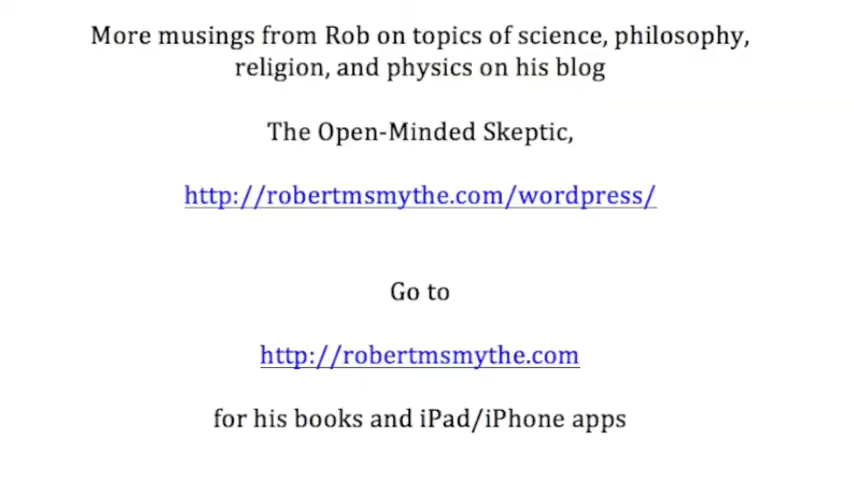 More musings from Rob on topics of science, philosophy,
religion, and physics on his blog
The Open-Minded Skeptic,
http://robertmsmythe.com/wordpress/
Go to
http://robertmsmythe.com
for his books and iPad/iPhone apps